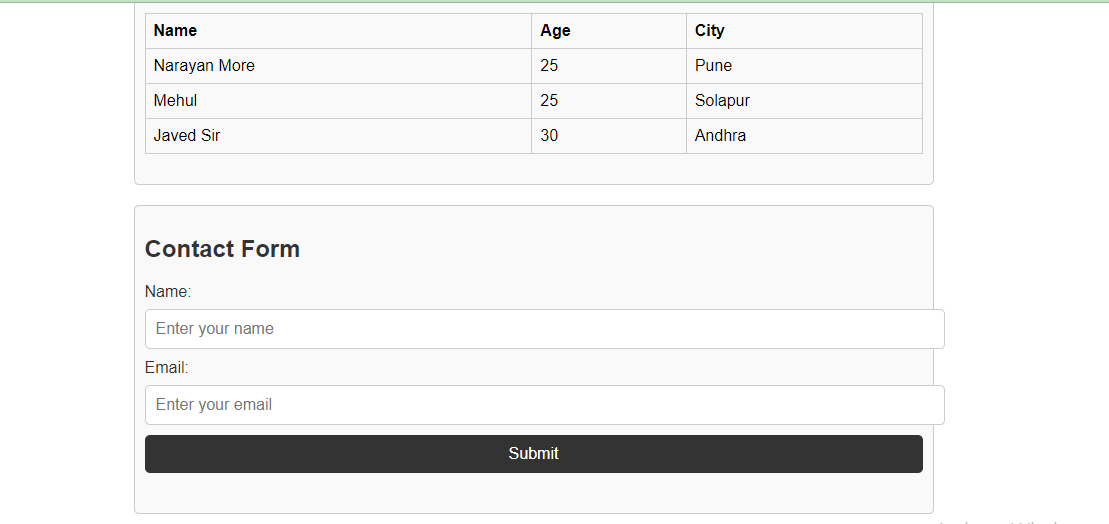 Name Age City
Narayan More 25 Pune
Mehul 25 Solapur
Javed Sir 30 Andhra
Contact Form
Name:
Enter your name
Email:
Enter your email
Submit